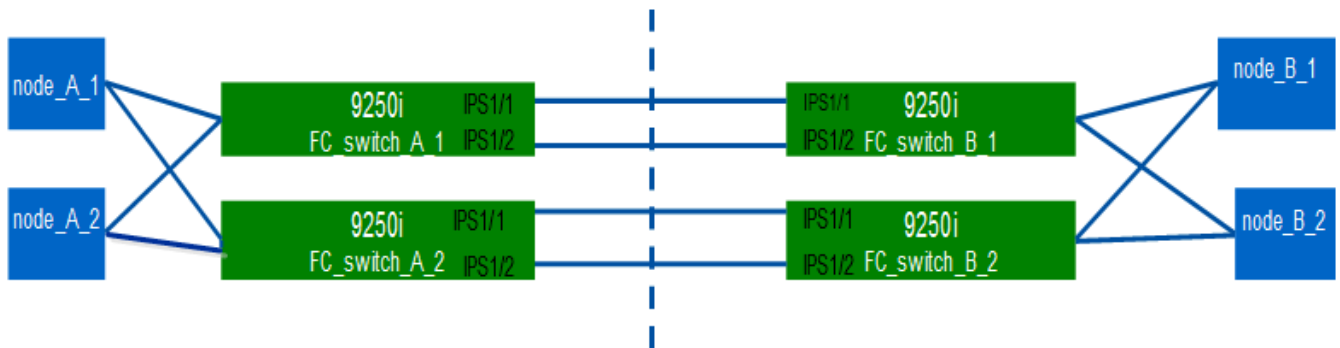 node_A_1
9250i
IPS1/1
FC_switch_A_1
IPS1/2
IPS1/1
9250i
IPS1/2
FC_switch_B_1
node_B_1
node_A_2
9250i
IPS1/1
FC_switch_A_2
IPS1/2
IPS1/1
9250i
IPS1/2
FC_switch_B_2
node_B_2